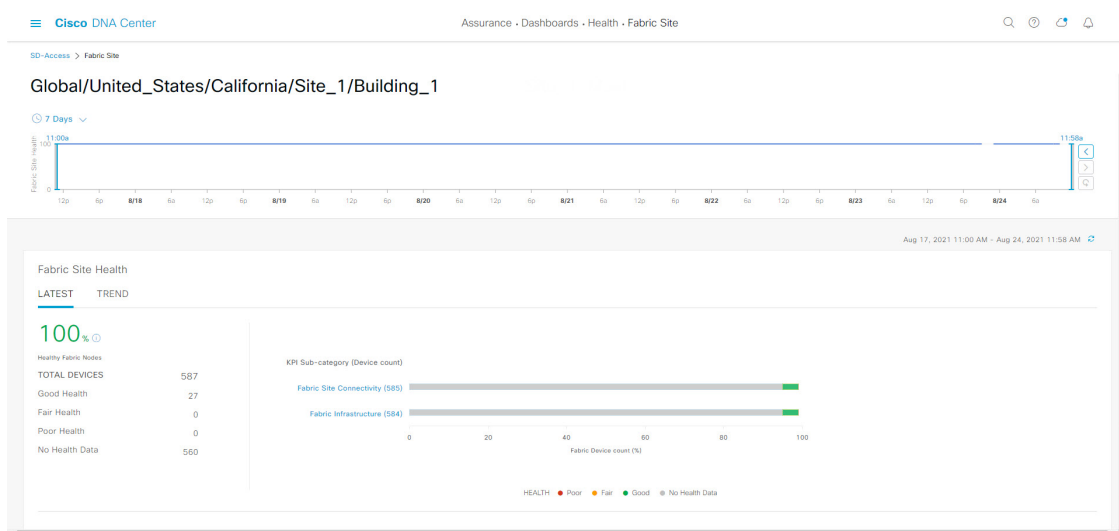 Cisco DNA Center
Assurance • Dashboards • Health • Fabric Site
SD-Access > Fabric Site
Global/United_States/California/Site_1/Building_1
7 Days
11:00a 11:58a
Fabric Site Health
100
0
12p 6p 8/18 6a 12p 6p 8/19 6a 12p 6p 8/20 6a 12p 6p 8/21 6a 12p 6p 8/22 6a 12p 6p 8/23 6a 12p 6p 8/24 6a
Aug 17, 2021 11:00 AM - Aug 24, 2021 11:58 AM
Fabric Site Health
LATEST TREND
100%
Healthy Fabric Nodes
TOTAL DEVICES 587
Good Health 27
Fair Health 0
Poor Health 0
No Health Data 560
KPI Sub-category (Device count)
Fabric Site Connectivity (585)
Fabric Infrastructure (584)
0 20 40 60 80 100
Fabric Device count (%)
HEALTH Poor Fair Good No Health Data